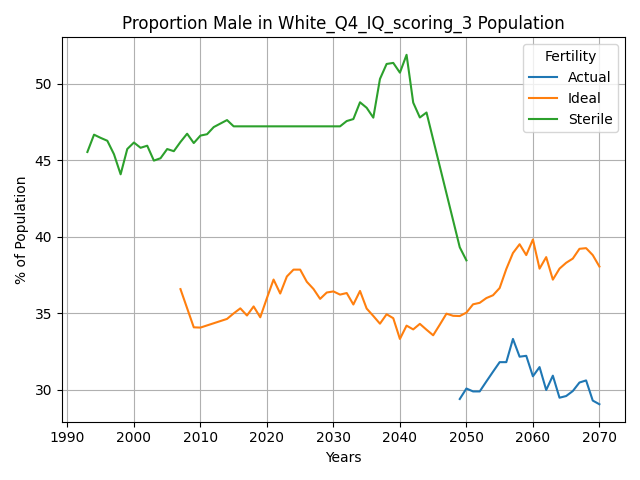 Proportion Male in White_Q4_IQ_scoring_3 Population
Fertility
Actual
Ideal
Sterile
% of Population
50
45
40
35
30
1990 2000 2010 2020 2030 2040 2050 2060 2070
Years